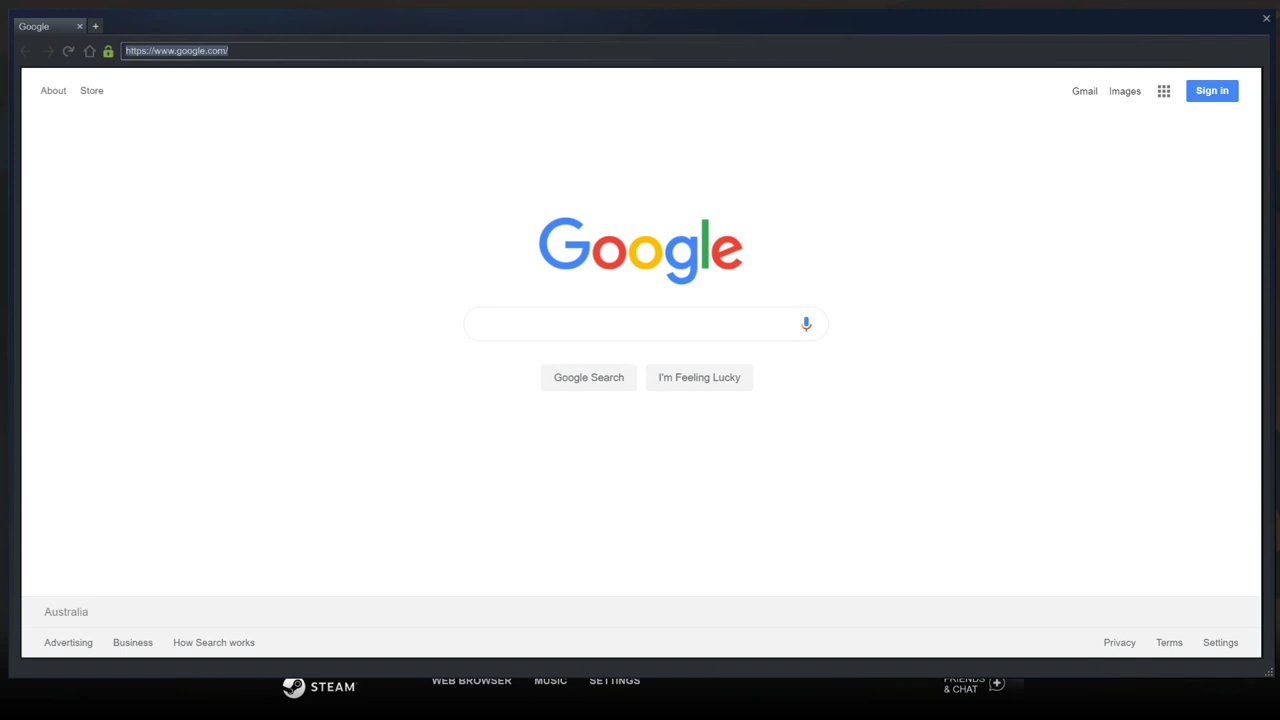 Google
https://www.google.com/
About Store
Gmail Images Sign in
Google
Google Search I'm Feeling Lucky
Australia
Advertising Business How Search works
Privacy Terms Settings
STEAM
WEB BROWSER MUSIC SETTINGS
FRIENDS
& CHAT